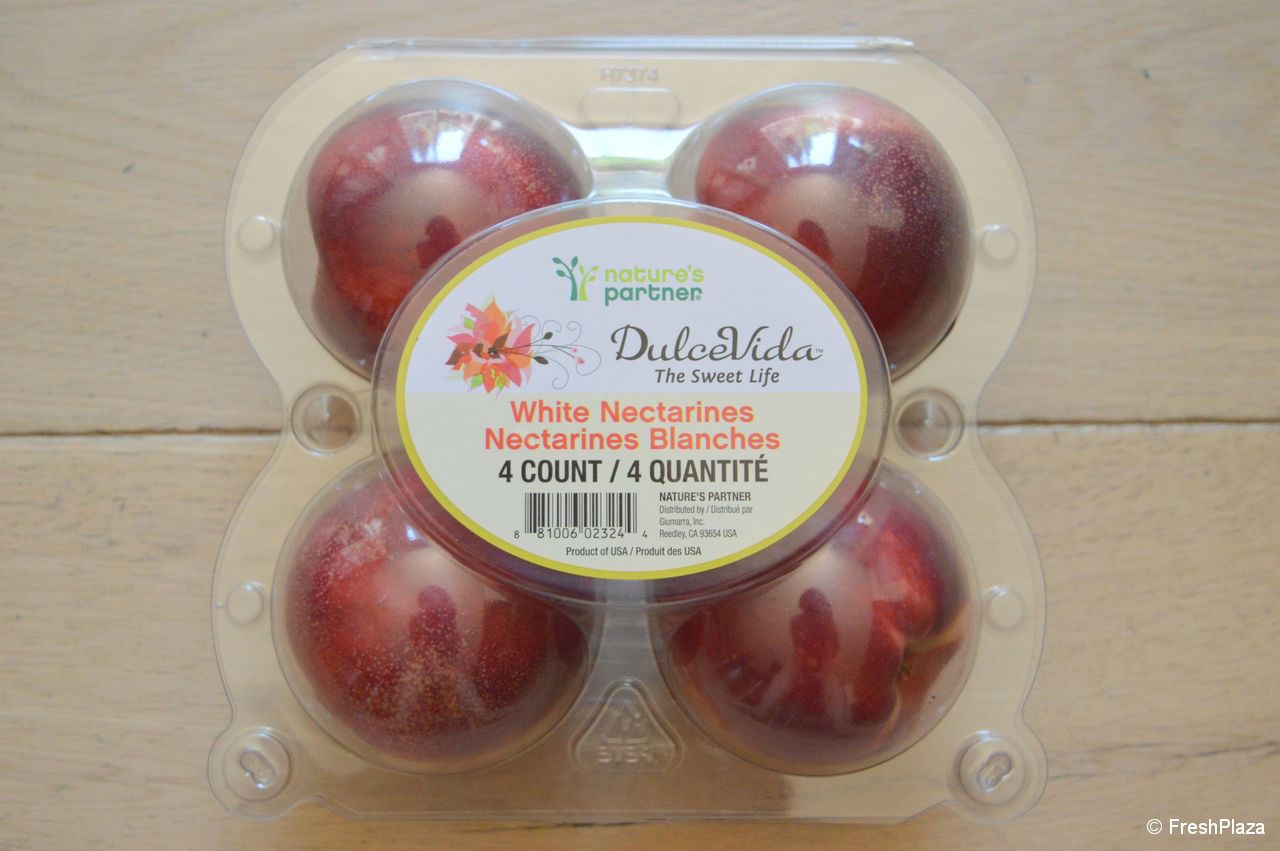 H7374
nature's
partner®
DulceVida™
The Sweet Life
White Nectarines
Nectarines Blanches
4 COUNT / 4 QUANTITÉ
8 81006 02324 4
NATURE'S PARTNER
Distributed by / Distribué par
Giumarra, Inc.
Reedley, CA 93654 USA
Product of USA / Produit des USA
© FreshPlaza